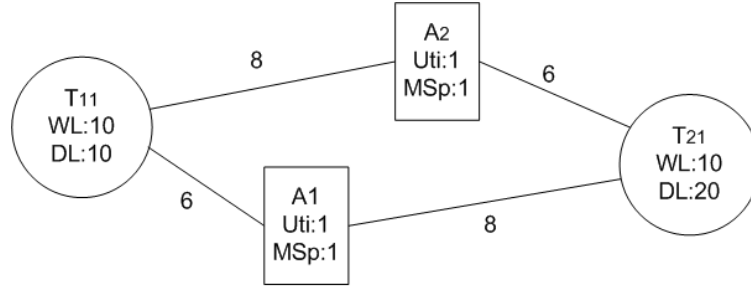 A2
Uti:1
MSp:1
8
6
T11
WL:10
DL:10
T21
WL:10
DL:20
6
A1
Uti:1
MSp:1
8